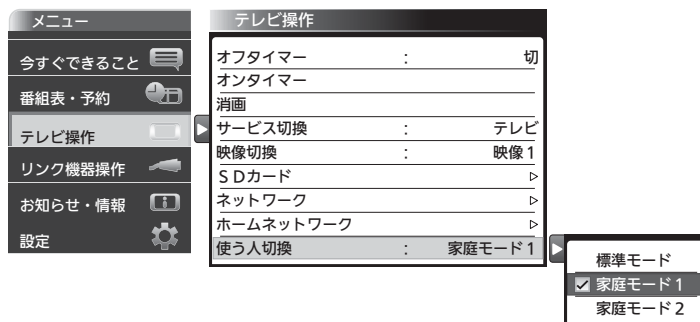 メニュー
今すぐできること
番組表・予約
テレビ操作
リンク機器操作
お知らせ・情報
設定
テレビ操作
オフタイマー : 切
オンタイマー
消画
サービス切換 : テレビ
映像切換 : 映像1
SDカード
ネットワーク
ホームネットワーク
使う人切換 : 家庭モード1
標準モード
家庭モード1
家庭モード2